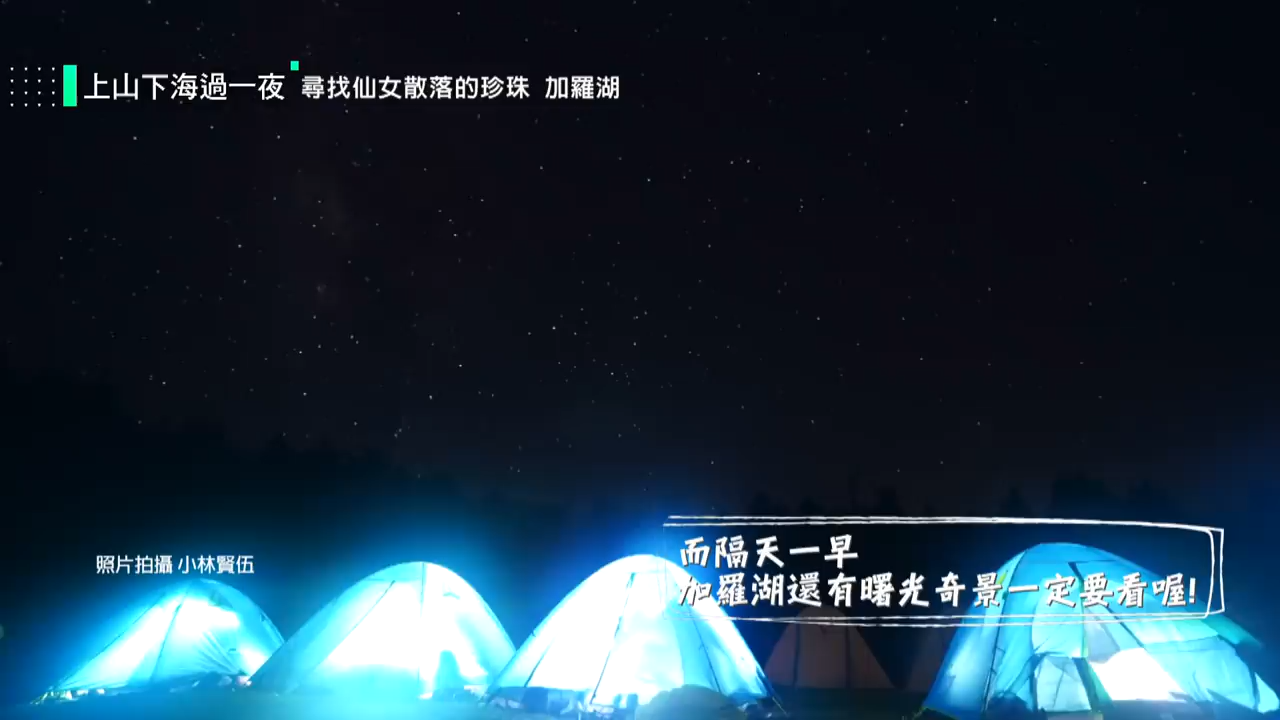 上山下海過一夜 尋找仙女散落的珍珠 加羅湖
照片拍攝 小林賢伍
而隔天一早
加羅湖還有曙光奇景一定要看喔!